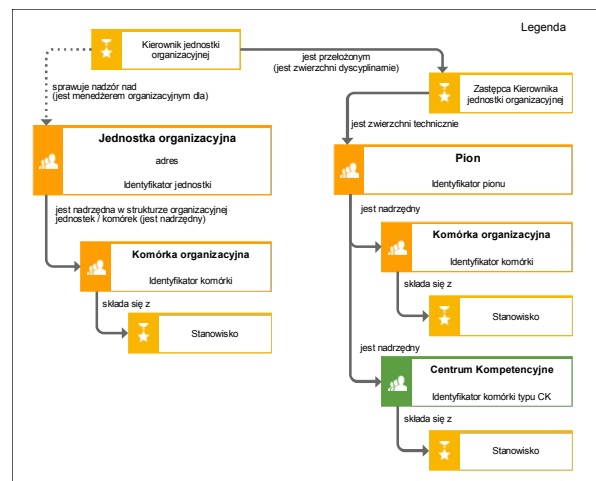 Legenda
Kierownik jednostki
organizacyjnej
jest przełożonym
(jest zwierzchni dyscyplinarnie)
sprawuje nadzór nad
(jest menedżerem organizacyjnym dla)
Zastępca Kierownika
jednostki organizacyjnej
jest zwierzchni technicznie
Jednostka organizacyjna
adres
Identyfikator jednostki
Pion
Identyfikator pionu
jest nadrzędna w strukturze organizacyjnej
jednostek / komórek (jest nadrzędny)
jest nadrzędny
Komórka organizacyjna
Identyfikator komórki
Komórka organizacyjna
Identyfikator komórki
składa się z
składa się z
Stanowisko
Stanowisko
jest nadrzędny
Centrum Kompetencyjne
Identyfikator komórki typu CK
składa się z
Stanowisko